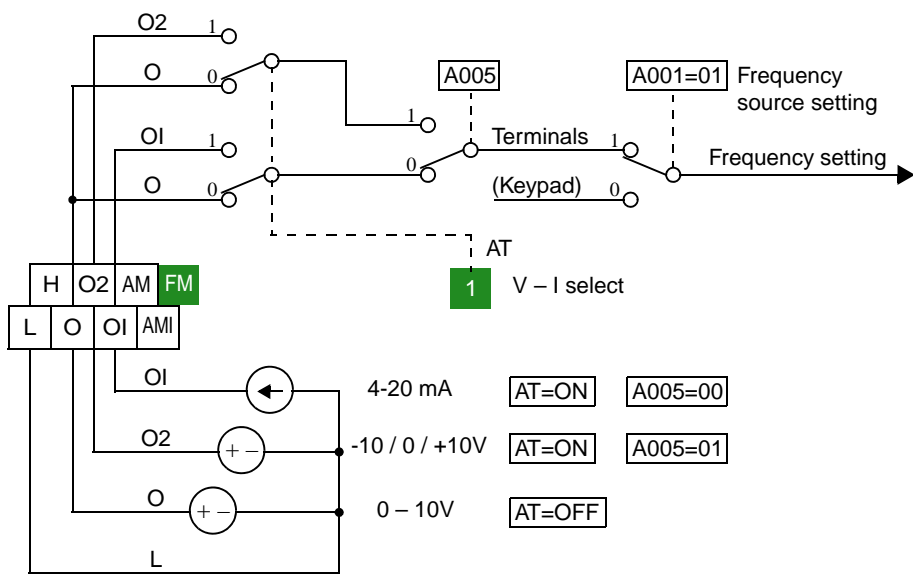 O2 1
O 0
A005
A001=01 Frequency
source setting
1
OI 1
Terminals 1
0
Frequency setting
O 0
(Keypad) 0
AT
1 V – I select
H O2 AM FM
L O OI AMI
OI 4-20 mA AT=ON A005=00
O2 + – -10 / 0 / +10V AT=ON A005=01
O + – 0 – 10V AT=OFF
L